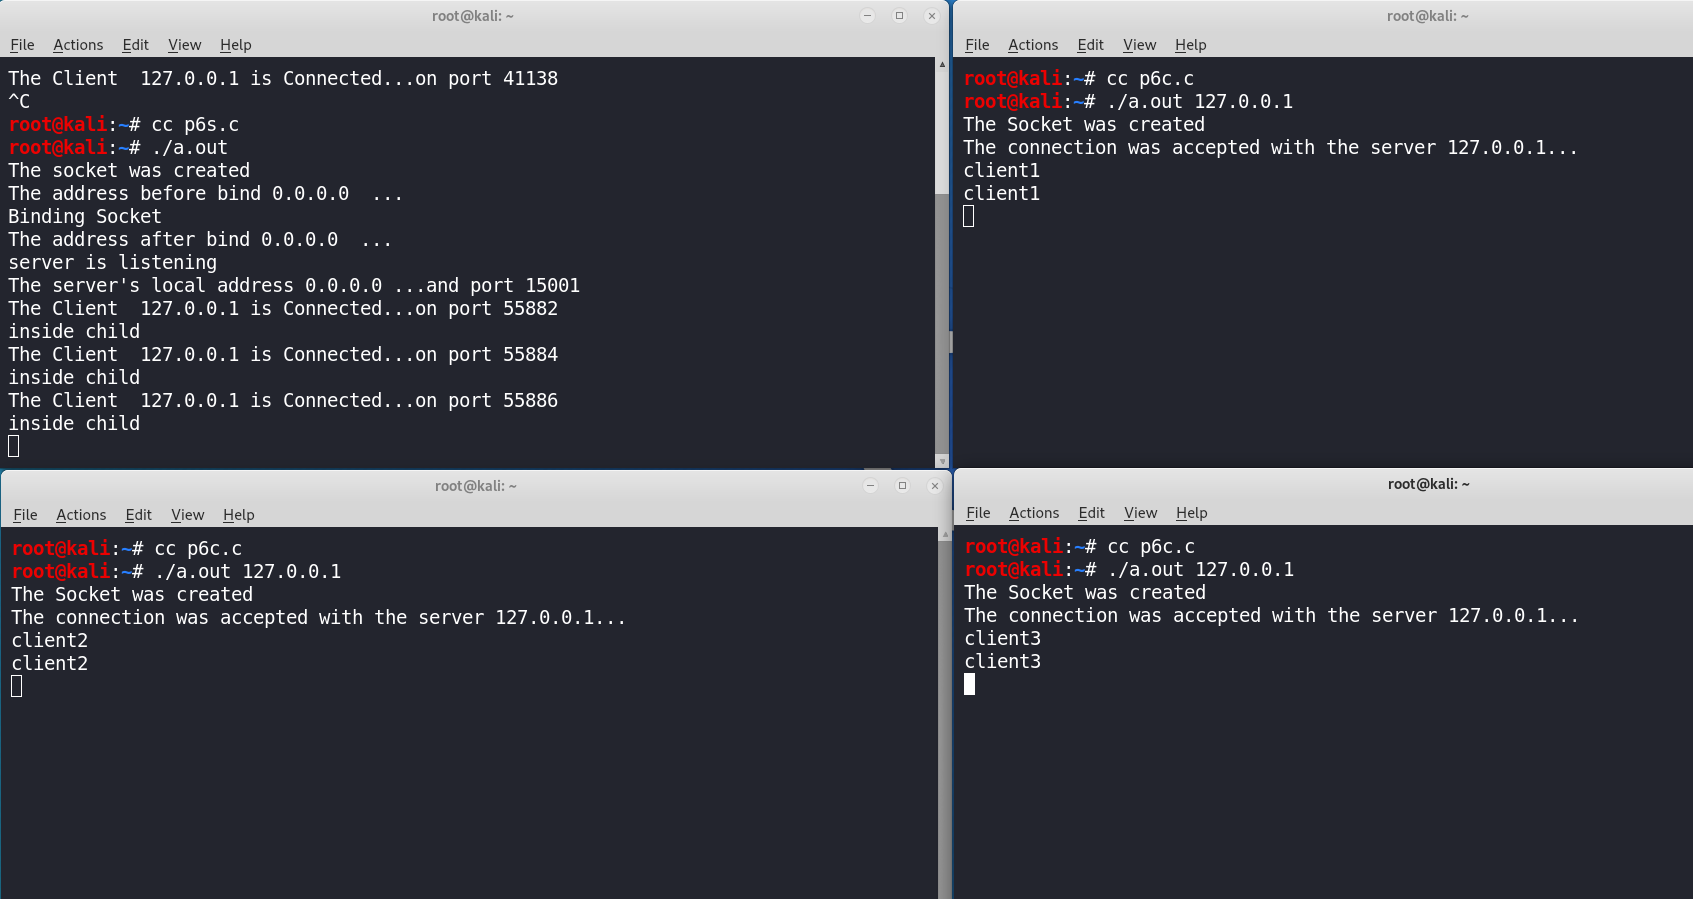 root@kali: ~
File Actions Edit View Help
The Client  127.0.0.1 is Connected...on port 41138
^C
root@kali:~# cc p6s.c
root@kali:~# ./a.out
The socket was created
The address before bind 0.0.0.0  ...
Binding Socket
The address after bind 0.0.0.0  ...
server is listening
The server's local address 0.0.0.0 ...and port 15001
The Client  127.0.0.1 is Connected...on port 55882
inside child
The Client  127.0.0.1 is Connected...on port 55884
inside child
The Client  127.0.0.1 is Connected...on port 55886
inside child
root@kali: ~
File Actions Edit View Help
root@kali:~# cc p6c.c
root@kali:~# ./a.out 127.0.0.1
The Socket was created
The connection was accepted with the server 127.0.0.1...
client1
client1
root@kali: ~
File Actions Edit View Help
root@kali:~# cc p6c.c
root@kali:~# ./a.out 127.0.0.1
The Socket was created
The connection was accepted with the server 127.0.0.1...
client2
client2
root@kali: ~
File Actions Edit View Help
root@kali:~# cc p6c.c
root@kali:~# ./a.out 127.0.0.1
The Socket was created
The connection was accepted with the server 127.0.0.1...
client3
client3